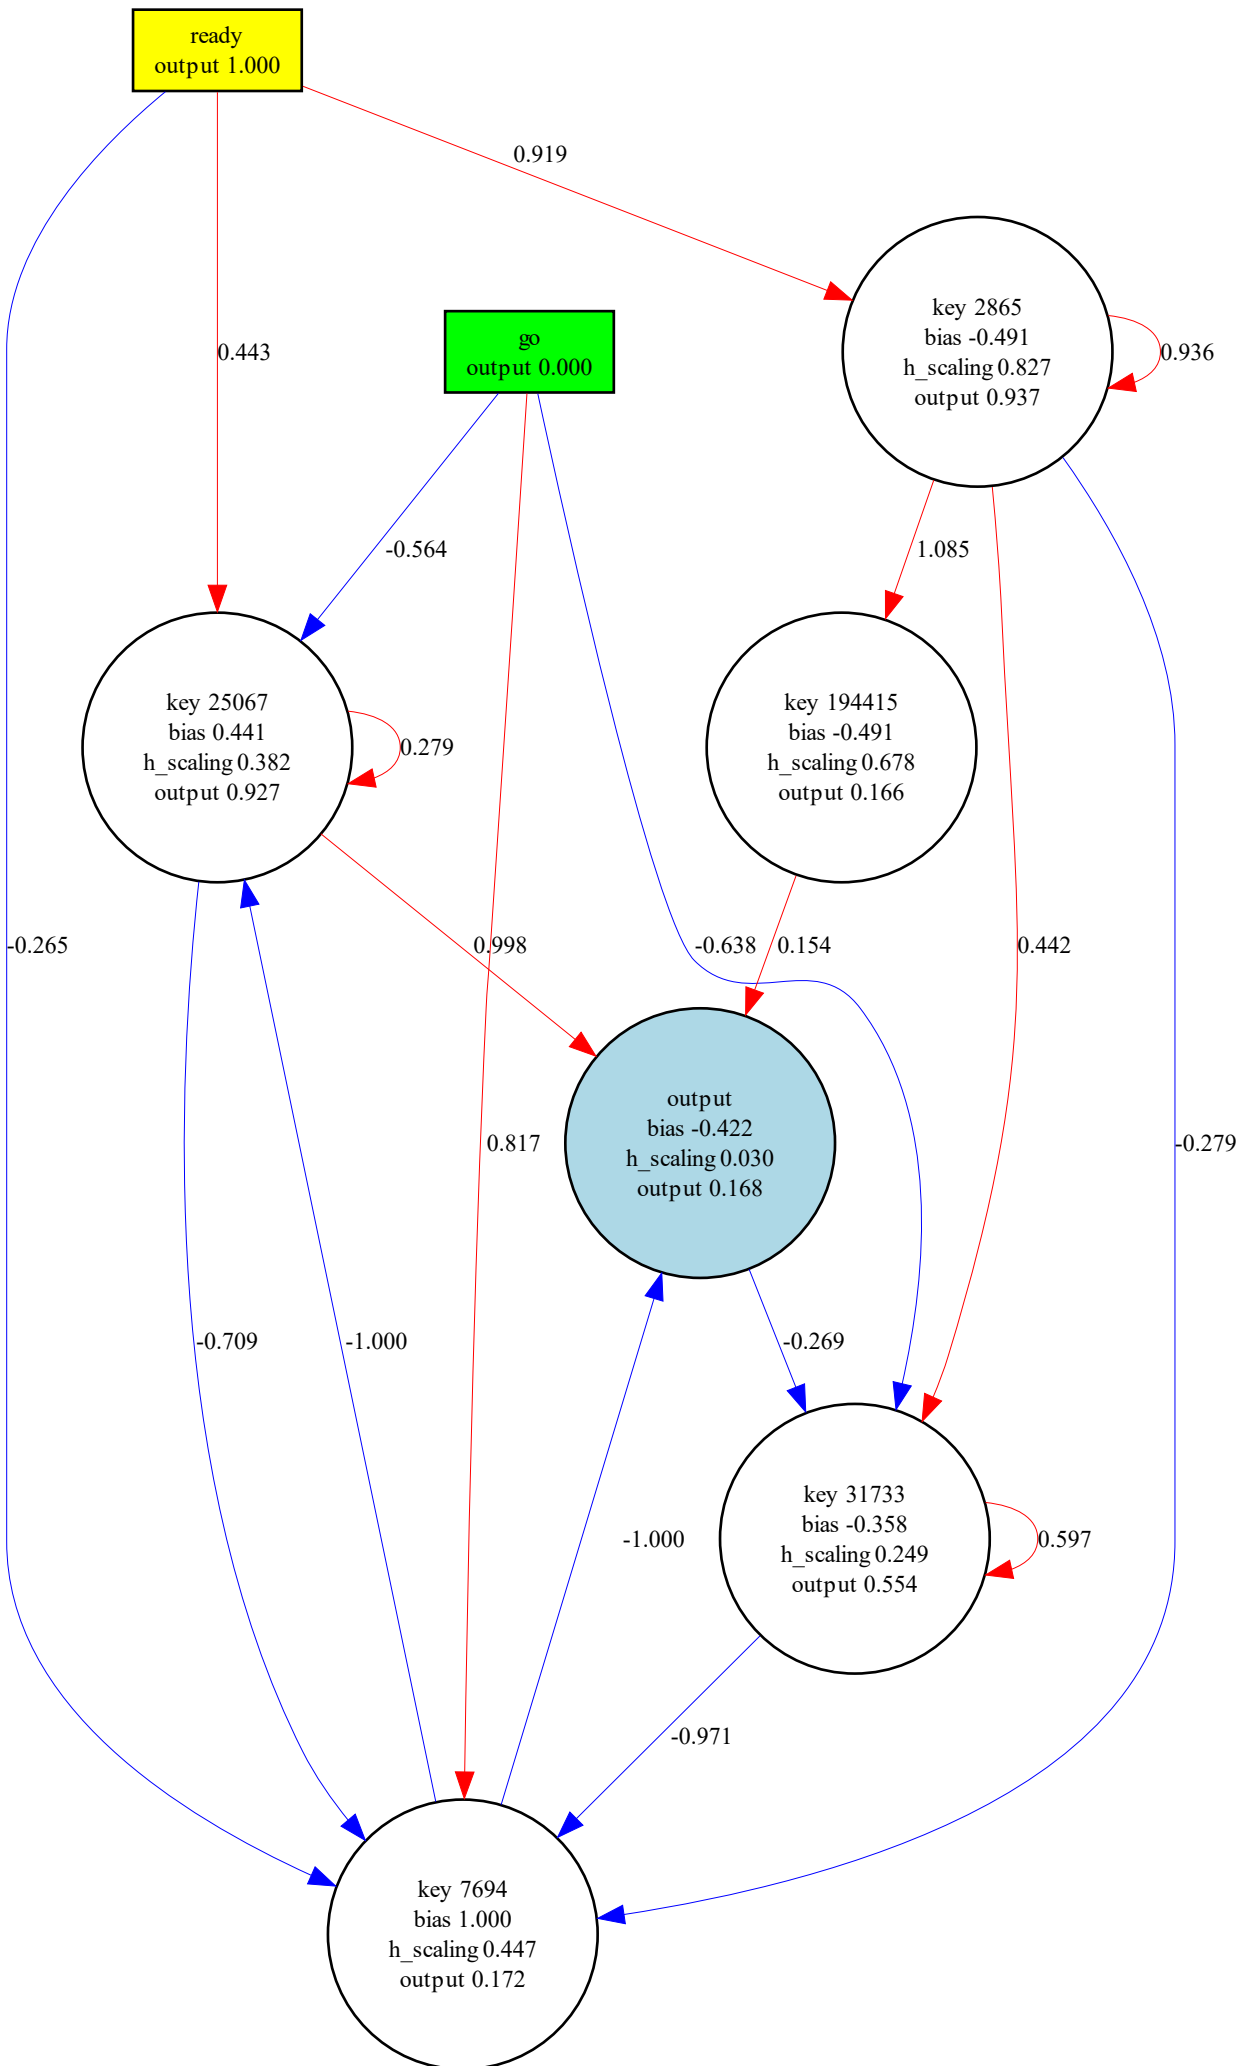 ready
output 1.000
0.919
go
output 0.000
key 2865
bias -0.491
h_scaling 0.827
output 0.937
0.443
0.936
-0.564
1.085
key 25067
bias 0.441
h_scaling 0.382
output 0.927
0.279
key 194415
bias -0.491
h_scaling 0.678
output 0.166
-0.265
0.998
-0.638
0.154
0.442
output
bias -0.422
h_scaling 0.030
output 0.168
0.817
-0.279
-0.709
-1.000
-0.269
key 31733
bias -0.358
h_scaling 0.249
output 0.554
-1.000
0.597
-0.971
key 7694
bias 1.000
h_scaling 0.447
output 0.172